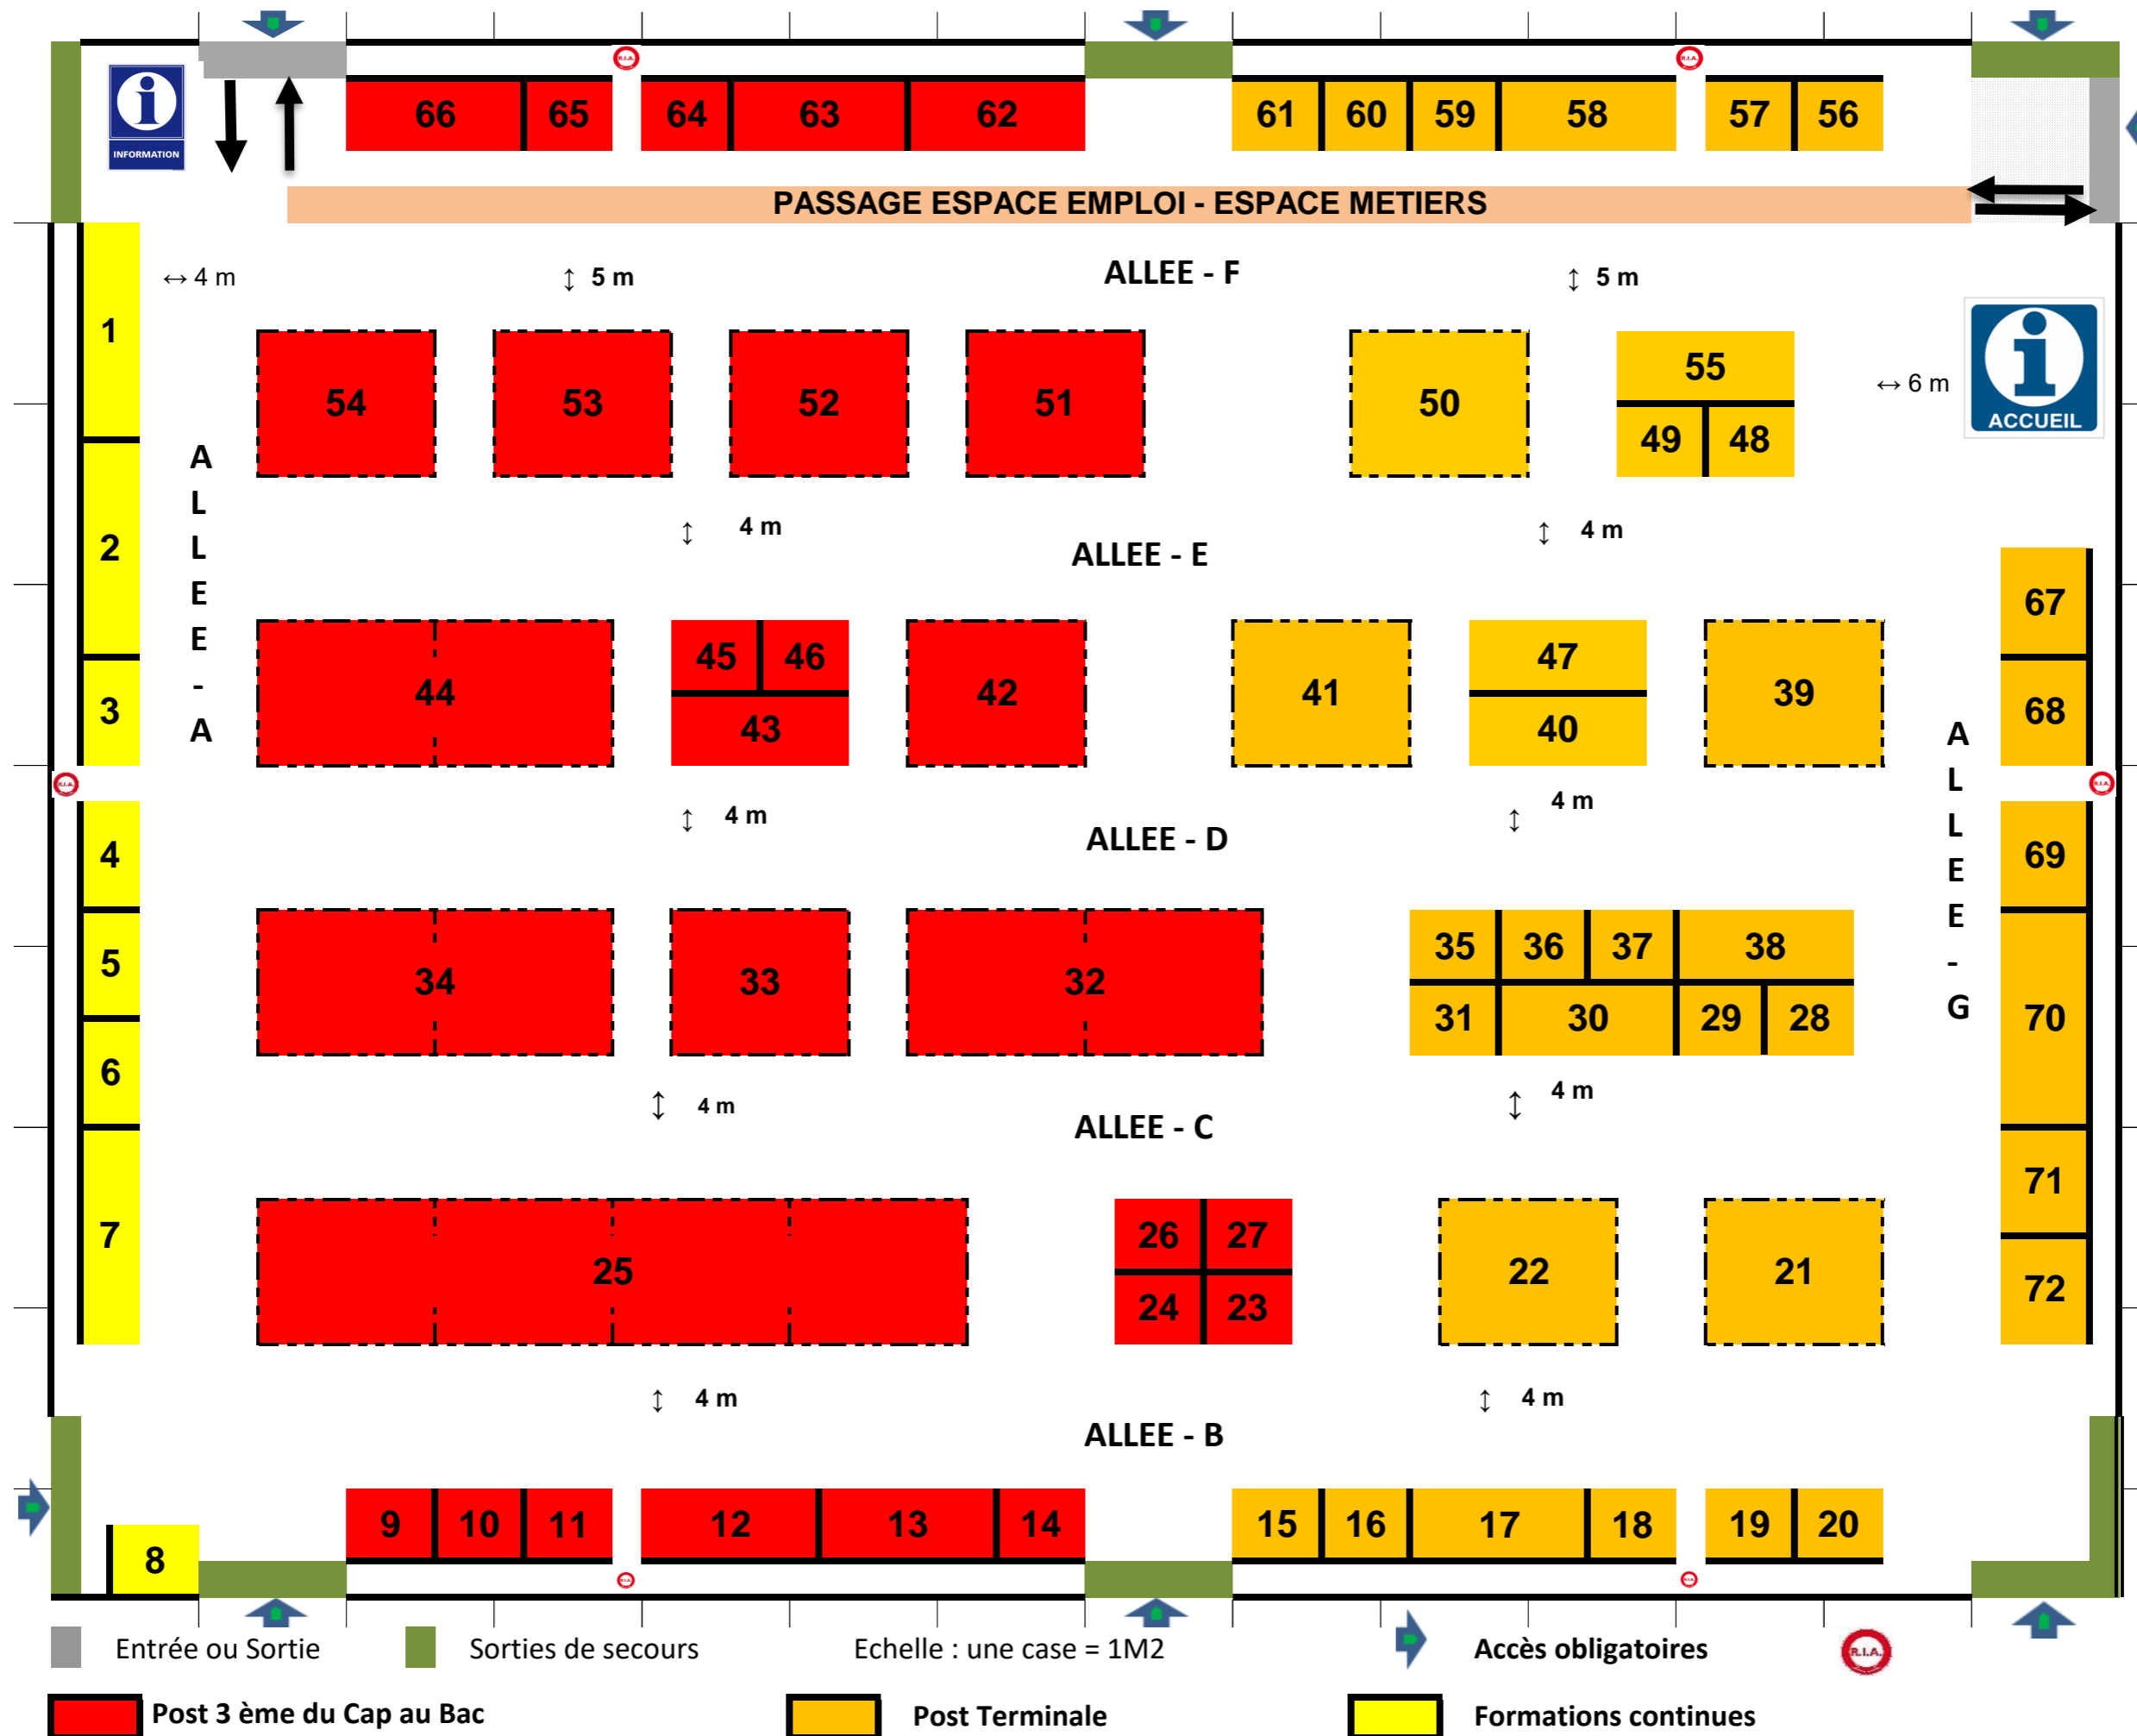 R.I.A. R.I.A.
INFORMATION
66 65 64 63 62 61 60 59 58 57 56
PASSAGE ESPACE EMPLOI - ESPACE METIERS
↔ 4 m ↕ 5 m ALLEE - F ↕ 5 m
1
54 53 52 51 50 55
49 48
↔ 6 m
ACCUEIL
ALLEE-A
2
↕ 4 m ↕ 4 m
ALLEE - E
67
3
44 45 46 42 41 47 39
43 40
68
R.I.A. R.I.A.
↕ 4 m ↕ 4 m
ALLEE - D
ALLEE-G
4
69
5
34 33 32 35 36 37 38
31 30 29 28
70
6
↕ 4 m ↕ 4 m
ALLEE - C
7
25 26 27 22 21
24 23
71
72
↕ 4 m ↕ 4 m
ALLEE - B
9 10 11 12 13 14 15 16 17 18 19 20
8
R.I.A. R.I.A.
Entrée ou Sortie Sorties de secours Echelle : une case = 1M2 Accès obligatoires R.I.A.
Post 3 ème du Cap au Bac Post Terminale Formations continues